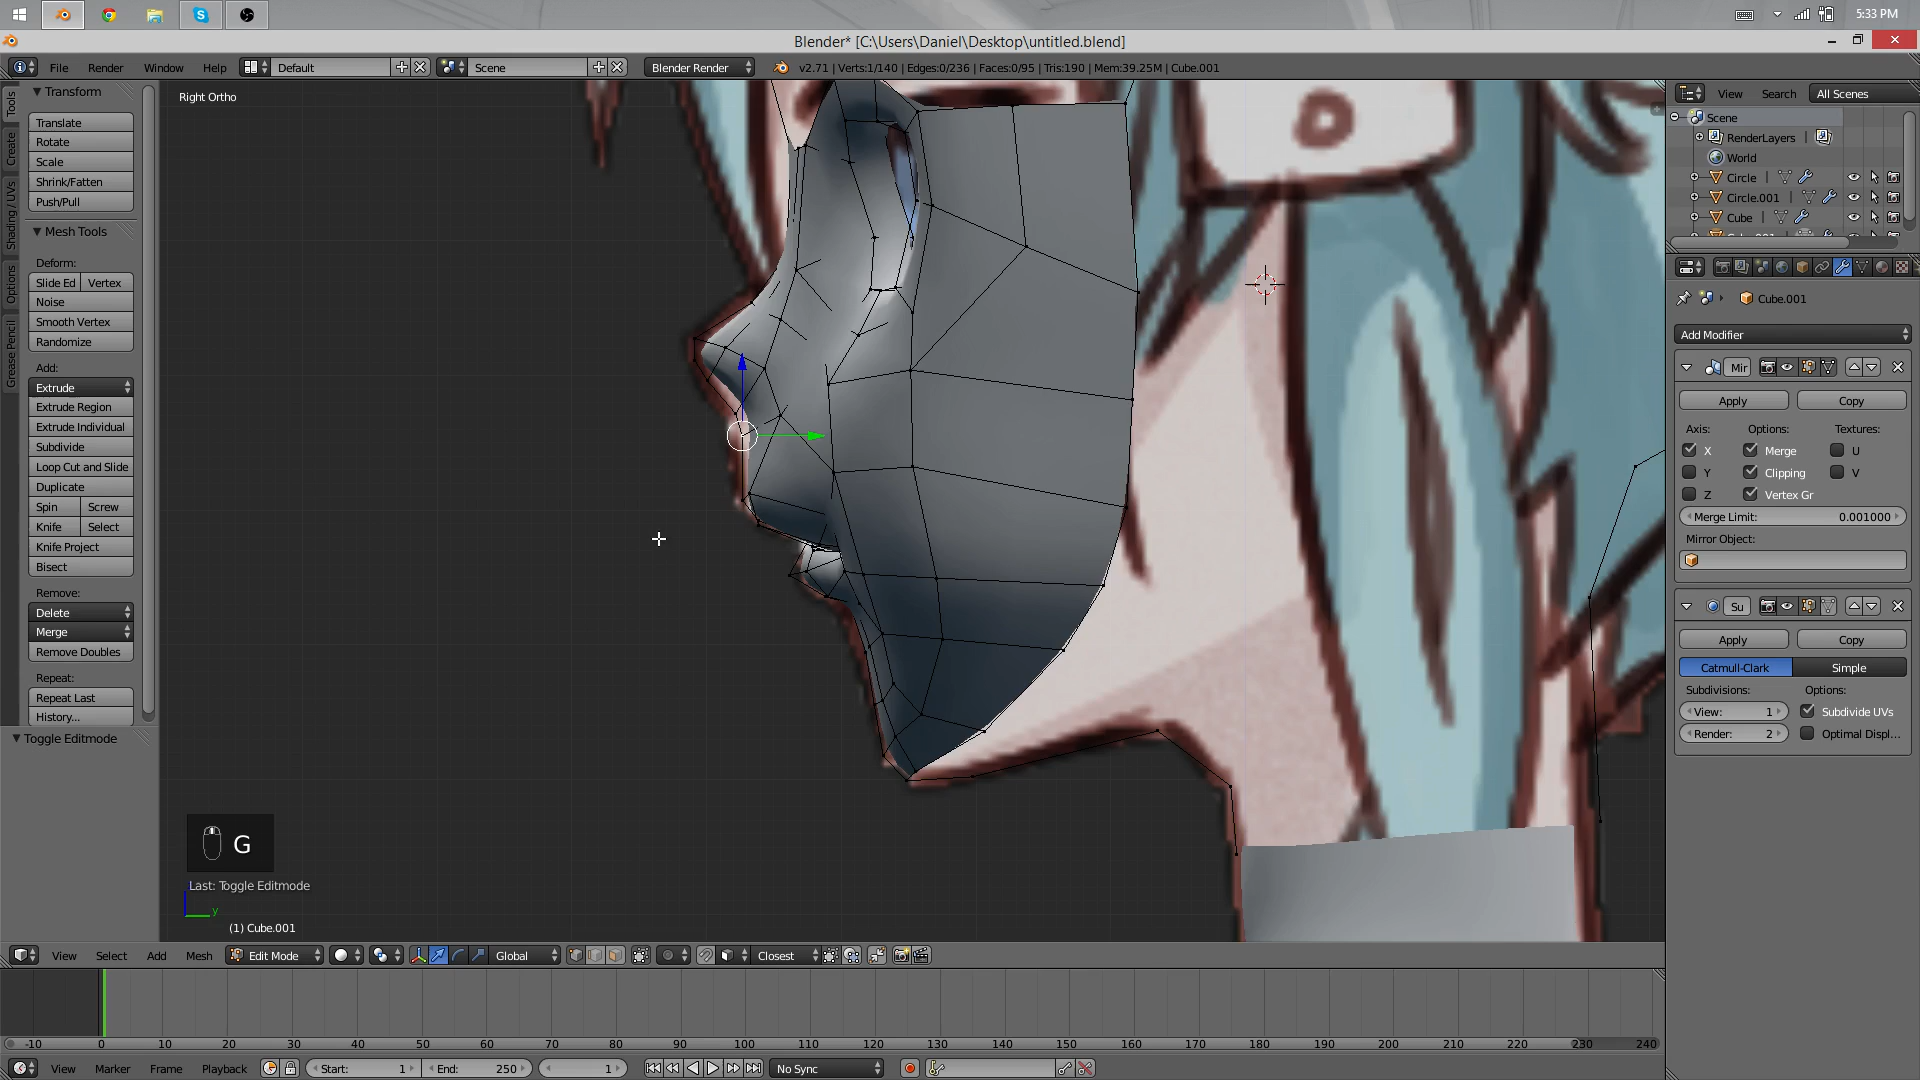 5:33 PM
Blender* [C:\Users\Daniel\Desktop\untitled.blend]
File Render Window Help Default Scene Blender Render v2.71 | Verts:1/140 | Edges:0/236 | Faces:0/95 | Tris:190 | Mem:39.25M | Cube.001
Tools
Create
Shading / UVs
Options
Grease Pencil
Transform
Translate
Rotate
Scale
Shrink/Fatten
Push/Pull
Mesh Tools
Deform:
Slide Ed Vertex
Noise
Smooth Vertex
Randomize
Add:
Extrude
Extrude Region
Extrude Individual
Subdivide
Loop Cut and Slide
Duplicate
Spin Screw
Knife Select
Knife Project
Bisect
Remove:
Delete
Merge
Remove Doubles
Repeat:
Repeat Last
History...
Toggle Editmode
Right Ortho
G
Last: Toggle Editmode
y
(1) Cube.001
View Search All Scenes
Scene
RenderLayers
World
Circle
Circle.001
Cube
Cube.001
Add Modifier
Mir
Apply Copy
Axis: Options: Textures:
X Merge U
Y Clipping V
Z Vertex Gr
Merge Limit: 0.001000
Mirror Object:
Su
Apply Copy
Catmull-Clark Simple
Subdivisions: Options:
View: 1 Subdivide UVs
Render: 2 Optimal Displ...
View Select Add Mesh Edit Mode Global Closest
-10 0 10 20 30 40 50 60 70 80 90 100 110 120 130 140 150 160 170 180 190 200 210 220 230 240
View Marker Frame Playback Start: 1 End: 250 1 No Sync